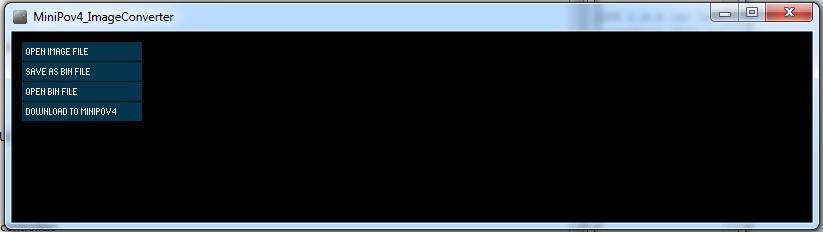 MiniPov4_ImageConverter
OPEN IMAGE FILE
SAVE AS BIN FILE
OPEN BIN FILE
DOWNLOAD TO MINIPOV4